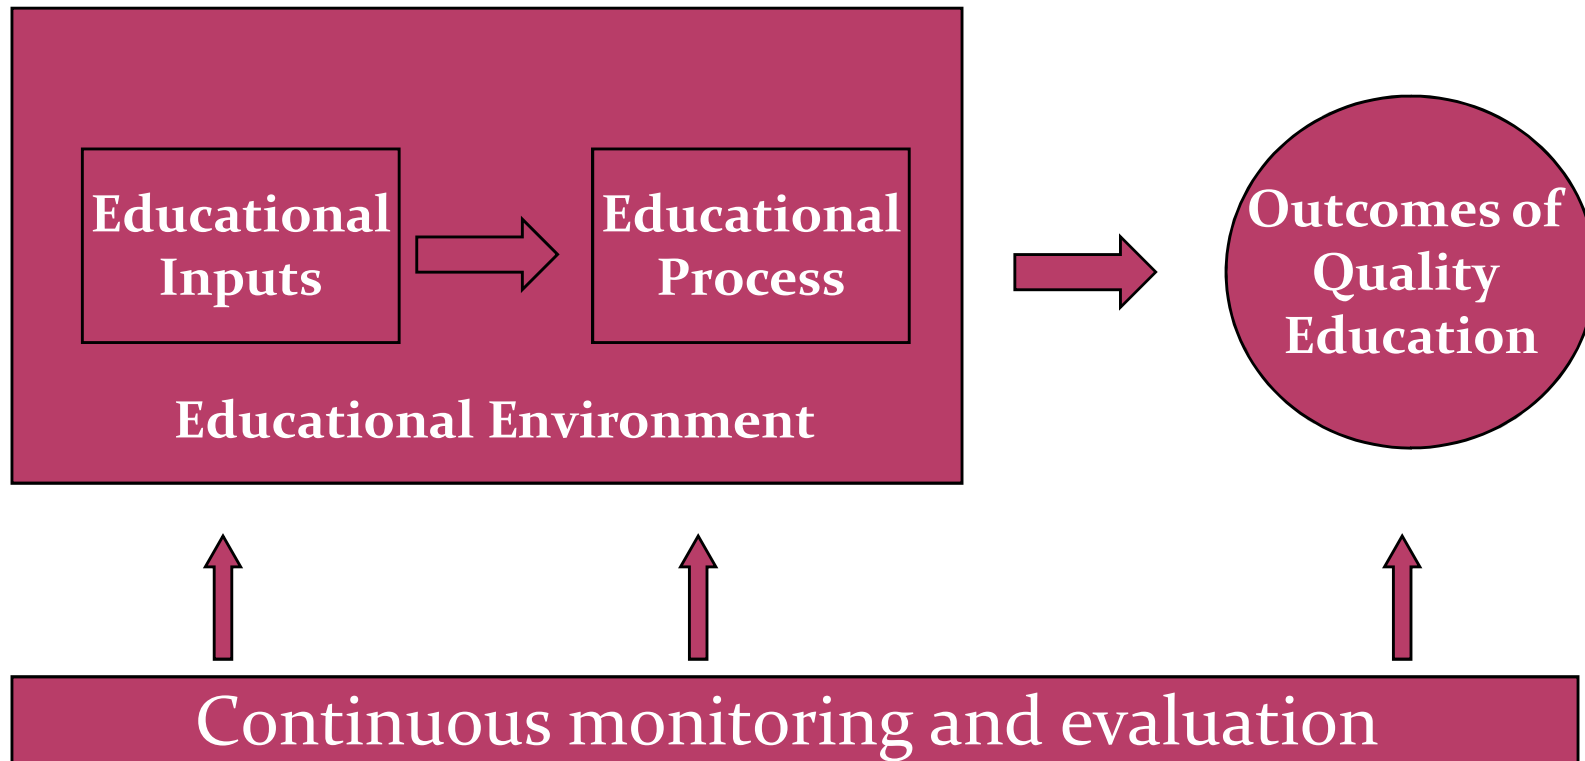 Educational
Inputs
Educational
Process
Educational Environment
Outcomes of
Quality
Education
Continuous monitoring and evaluation